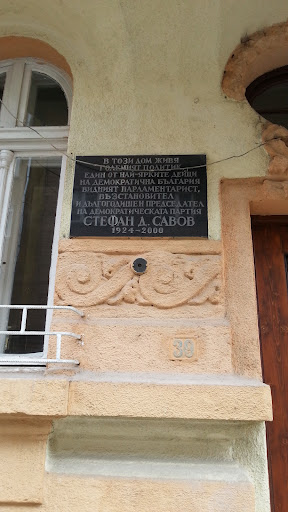 В ТОЗИ ДОМ ЖИВЯ
ГОЛЕМИЯТ ПОЛИТИК
ЕДИН ОТ НАЙ-ЯРКИТЕ ДЕЙЦИ
НА ДЕМОКРАТИЧНА БЪЛГАРИЯ
ВИДНИЯТ ПАРЛАМЕНТАРИСТ,
ВЪЗСТАНОВИТЕЛ
И ДЪЛГОГОДИШЕН ПРЕДСЕДАТЕЛ
НА ДЕМОКРАТИЧЕСКАТА ПАРТИЯ
СТЕФАН Д. САВОВ
1924-2000
36